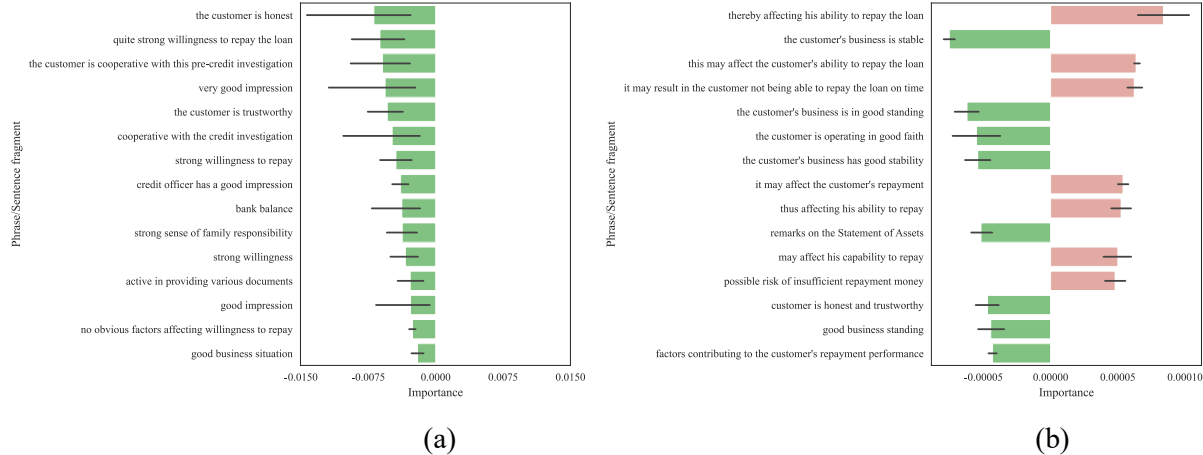 the customer is honest
quite strong willingness to repay the loan
the customer is cooperative with this pre-credit investigation
very good impression
the customer is trustworthy
cooperative with the credit investigation
strong willingness to repay
credit officer has a good impression
bank balance
strong sense of family responsibility
strong willingness
active in providing various documents
good impression
no obvious factors affecting willingness to repay
good business situation
Phrase/Sentence fragment
-0.0150 -0.0075 0.0000 0.0075 0.0150
Importance
(a)
thereby affecting his ability to repay the loan
the customer's business is stable
this may affect the customer's ability to repay the loan
it may result in the customer not being able to repay the loan on time
the customer's business is in good standing
the customer is operating in good faith
the customer's business has good stability
it may affect the customer's repayment
thus affecting his ability to repay
remarks on the Statement of Assets
may affect his capability to repay
possible risk of insufficient repayment money
customer is honest and trustworthy
good business standing
factors contributing to the customer's repayment performance
Phrase/Sentence fragment
-0.00005 0.00000 0.00005 0.00010
Importance
(b)